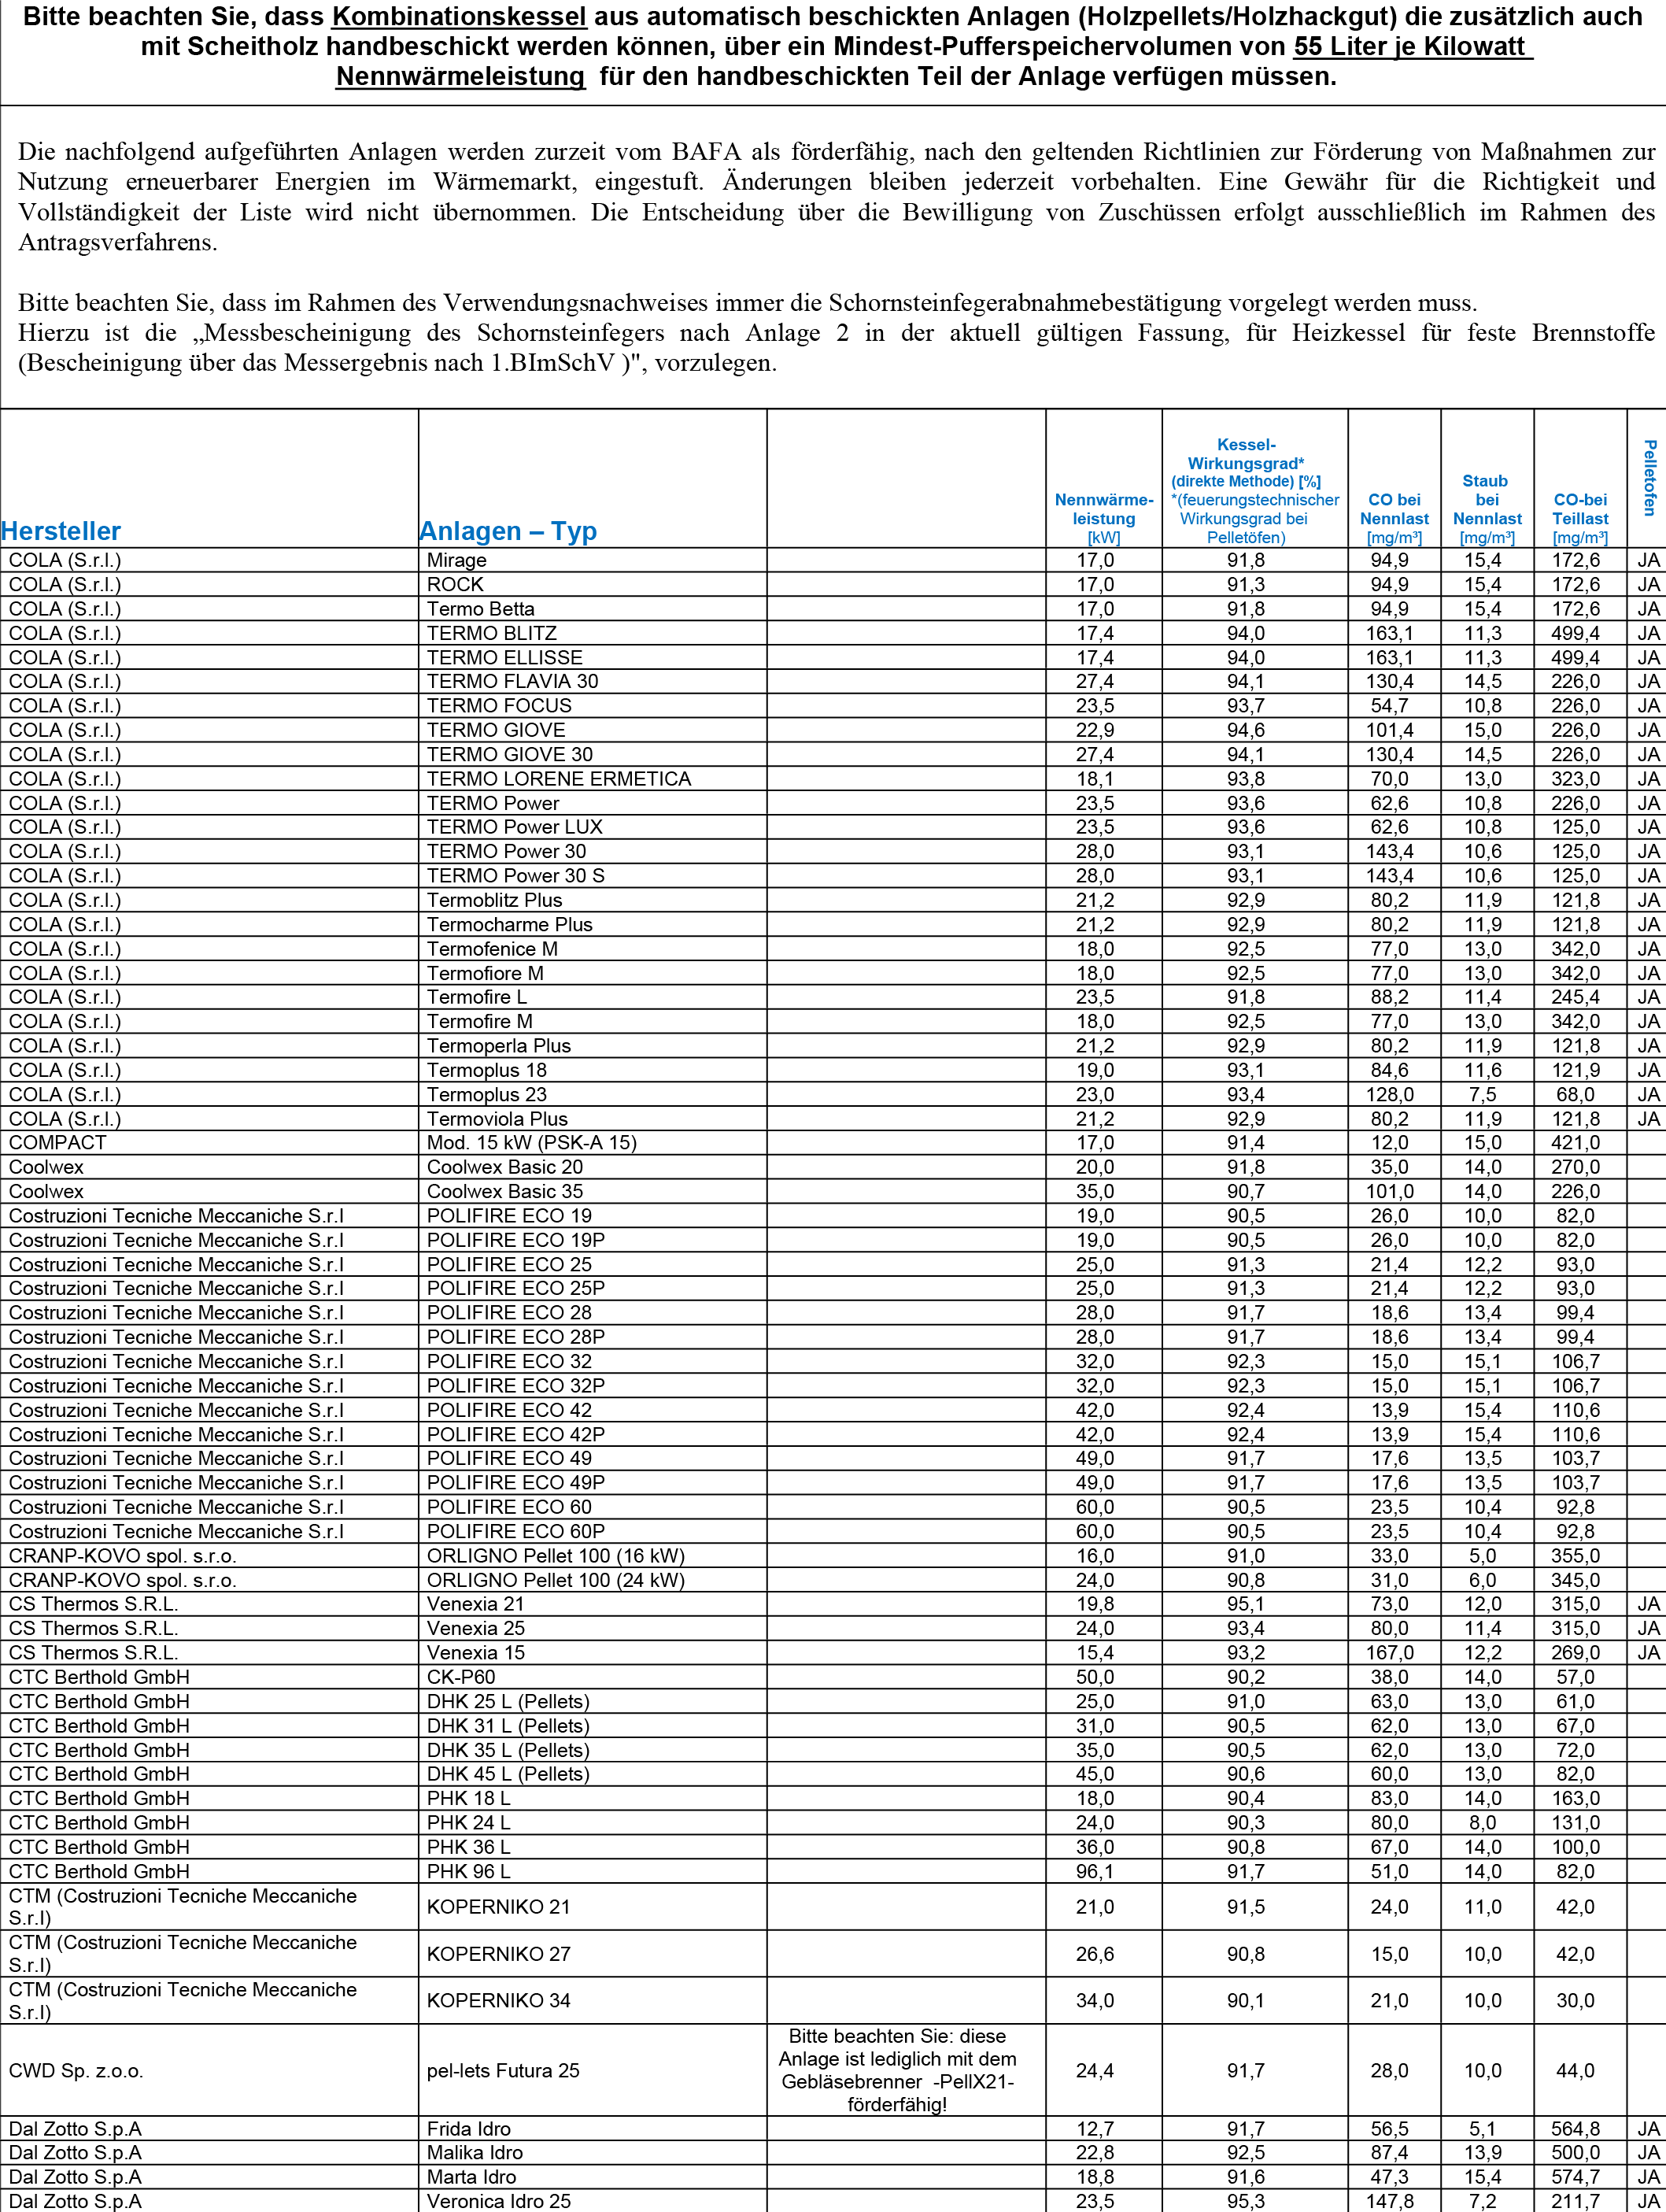 Bitte beachten Sie, dass Kombinationskessel aus automatisch beschickten Anlagen (Holzpellets/Holzhackgut) die zusätzlich auch
mit Scheitholz handbeschickt werden können, über ein Mindest-Pufferspeichervolumen von 55 Liter je Kilowatt
Nennwärmeleistung für den handbeschickten Teil der Anlage verfügen müssen.
Die nachfolgend aufgeführten Anlagen werden zurzeit vom BAFA als förderfähig, nach den geltenden Richtlinien zur Förderung von Maßnahmen zur
Nutzung erneuerbarer Energien im Wärmemarkt, eingestuft. Änderungen bleiben jederzeit vorbehalten. Eine Gewähr für die Richtigkeit und
Vollständigkeit der Liste wird nicht übernommen. Die Entscheidung über die Bewilligung von Zuschüssen erfolgt ausschließlich im Rahmen des
Antragsverfahrens.
Bitte beachten Sie, dass im Rahmen des Verwendungsnachweises immer die Schornsteinfegerabnahmebestätigung vorgelegt werden muss.
Hierzu ist die „Messbescheinigung des Schornsteinfegers nach Anlage 2 in der aktuell gültigen Fassung, für Heizkessel für feste Brennstoffe
(Bescheinigung über das Messergebnis nach 1.BImSchV )", vorzulegen.
Hersteller
Anlagen – Typ
Nennwärme-
leistung
[kW]
Kessel-
Wirkungsgrad*
(direkte Methode) [%]
*(feuerungstechnischer
Wirkungsgrad bei
Pelletöfen)
CO bei
Nennlast
[mg/m³]
Staub
bei
Nennlast
[mg/m³]
CO-bei
Teillast
[mg/m³]
Pelletofen
COLA (S.r.l.) Mirage 17,0 91,8 94,9 15,4 172,6 JA
COLA (S.r.l.) ROCK 17,0 91,3 94,9 15,4 172,6 JA
COLA (S.r.l.) Termo Betta 17,0 91,8 94,9 15,4 172,6 JA
COLA (S.r.l.) TERMO BLITZ 17,4 94,0 163,1 11,3 499,4 JA
COLA (S.r.l.) TERMO ELLISSE 17,4 94,0 163,1 11,3 499,4 JA
COLA (S.r.l.) TERMO FLAVIA 30 27,4 94,1 130,4 14,5 226,0 JA
COLA (S.r.l.) TERMO FOCUS 23,5 93,7 54,7 10,8 226,0 JA
COLA (S.r.l.) TERMO GIOVE 22,9 94,6 101,4 15,0 226,0 JA
COLA (S.r.l.) TERMO GIOVE 30 27,4 94,1 130,4 14,5 226,0 JA
COLA (S.r.l.) TERMO LORENE ERMETICA 18,1 93,8 70,0 13,0 323,0 JA
COLA (S.r.l.) TERMO Power 23,5 93,6 62,6 10,8 226,0 JA
COLA (S.r.l.) TERMO Power LUX 23,5 93,6 62,6 10,8 125,0 JA
COLA (S.r.l.) TERMO Power 30 28,0 93,1 143,4 10,6 125,0 JA
COLA (S.r.l.) TERMO Power 30 S 28,0 93,1 143,4 10,6 125,0 JA
COLA (S.r.l.) Termoblitz Plus 21,2 92,9 80,2 11,9 121,8 JA
COLA (S.r.l.) Termocharme Plus 21,2 92,9 80,2 11,9 121,8 JA
COLA (S.r.l.) Termofenice M 18,0 92,5 77,0 13,0 342,0 JA
COLA (S.r.l.) Termofiore M 18,0 92,5 77,0 13,0 342,0 JA
COLA (S.r.l.) Termofire L 23,5 91,8 88,2 11,4 245,4 JA
COLA (S.r.l.) Termofire M 18,0 92,5 77,0 13,0 342,0 JA
COLA (S.r.l.) Termoperla Plus 21,2 92,9 80,2 11,9 121,8 JA
COLA (S.r.l.) Termoplus 18 19,0 93,1 84,6 11,6 121,9 JA
COLA (S.r.l.) Termoplus 23 23,0 93,4 128,0 7,5 68,0 JA
COLA (S.r.l.) Termoviola Plus 21,2 92,9 80,2 11,9 121,8 JA
COMPACT Mod. 15 kW (PSK-A 15) 17,0 91,4 12,0 15,0 421,0
Coolwex Coolwex Basic 20 20,0 91,8 35,0 14,0 270,0
Coolwex Coolwex Basic 35 35,0 90,7 101,0 14,0 226,0
Costruzioni Tecniche Meccaniche S.r.l POLIFIRE ECO 19 19,0 90,5 26,0 10,0 82,0
Costruzioni Tecniche Meccaniche S.r.l POLIFIRE ECO 19P 19,0 90,5 26,0 10,0 82,0
Costruzioni Tecniche Meccaniche S.r.l POLIFIRE ECO 25 25,0 91,3 21,4 12,2 93,0
Costruzioni Tecniche Meccaniche S.r.l POLIFIRE ECO 25P 25,0 91,3 21,4 12,2 93,0
Costruzioni Tecniche Meccaniche S.r.l POLIFIRE ECO 28 28,0 91,7 18,6 13,4 99,4
Costruzioni Tecniche Meccaniche S.r.l POLIFIRE ECO 28P 28,0 91,7 18,6 13,4 99,4
Costruzioni Tecniche Meccaniche S.r.l POLIFIRE ECO 32 32,0 92,3 15,0 15,1 106,7
Costruzioni Tecniche Meccaniche S.r.l POLIFIRE ECO 32P 32,0 92,3 15,0 15,1 106,7
Costruzioni Tecniche Meccaniche S.r.l POLIFIRE ECO 42 42,0 92,4 13,9 15,4 110,6
Costruzioni Tecniche Meccaniche S.r.l POLIFIRE ECO 42P 42,0 92,4 13,9 15,4 110,6
Costruzioni Tecniche Meccaniche S.r.l POLIFIRE ECO 49 49,0 91,7 17,6 13,5 103,7
Costruzioni Tecniche Meccaniche S.r.l POLIFIRE ECO 49P 49,0 91,7 17,6 13,5 103,7
Costruzioni Tecniche Meccaniche S.r.l POLIFIRE ECO 60 60,0 90,5 23,5 10,4 92,8
Costruzioni Tecniche Meccaniche S.r.l POLIFIRE ECO 60P 60,0 90,5 23,5 10,4 92,8
CRANP-KOVO spol. s.r.o. ORLIGNO Pellet 100 (16 kW) 16,0 91,0 33,0 5,0 355,0
CRANP-KOVO spol. s.r.o. ORLIGNO Pellet 100 (24 kW) 24,0 90,8 31,0 6,0 345,0
CS Thermos S.R.L. Venexia 21 19,8 95,1 73,0 12,0 315,0 JA
CS Thermos S.R.L. Venexia 25 24,0 93,4 80,0 11,4 315,0 JA
CS Thermos S.R.L. Venexia 15 15,4 93,2 167,0 12,2 269,0 JA
CTC Berthold GmbH CK-P60 50,0 90,2 38,0 14,0 57,0
CTC Berthold GmbH DHK 25 L (Pellets) 25,0 91,0 63,0 13,0 61,0
CTC Berthold GmbH DHK 31 L (Pellets) 31,0 90,5 62,0 13,0 67,0
CTC Berthold GmbH DHK 35 L (Pellets) 35,0 90,5 62,0 13,0 72,0
CTC Berthold GmbH DHK 45 L (Pellets) 45,0 90,6 60,0 13,0 82,0
CTC Berthold GmbH PHK 18 L 18,0 90,4 83,0 14,0 163,0
CTC Berthold GmbH PHK 24 L 24,0 90,3 80,0 8,0 131,0
CTC Berthold GmbH PHK 36 L 36,0 90,8 67,0 14,0 100,0
CTC Berthold GmbH PHK 96 L 96,1 91,7 51,0 14,0 82,0
CTM (Costruzioni Tecniche Meccaniche
S.r.l) KOPERNIKO 21 21,0 91,5 24,0 11,0 42,0
CTM (Costruzioni Tecniche Meccaniche
S.r.l) KOPERNIKO 27 26,6 90,8 15,0 10,0 42,0
CTM (Costruzioni Tecniche Meccaniche
S.r.l) KOPERNIKO 34 34,0 90,1 21,0 10,0 30,0
CWD Sp. z.o.o. pel-lets Futura 25
Bitte beachten Sie: diese
Anlage ist lediglich mit dem
Gebläsebrenner -PellX21-
förderfähig!
24,4 91,7 28,0 10,0 44,0
Dal Zotto S.p.A Frida Idro 12,7 91,7 56,5 5,1 564,8 JA
Dal Zotto S.p.A Malika Idro 22,8 92,5 87,4 13,9 500,0 JA
Dal Zotto S.p.A Marta Idro 18,8 91,6 47,3 15,4 574,7 JA
Dal Zotto S.p.A Veronica Idro 25 23,5 95,3 147,8 7,2 211,7 JA